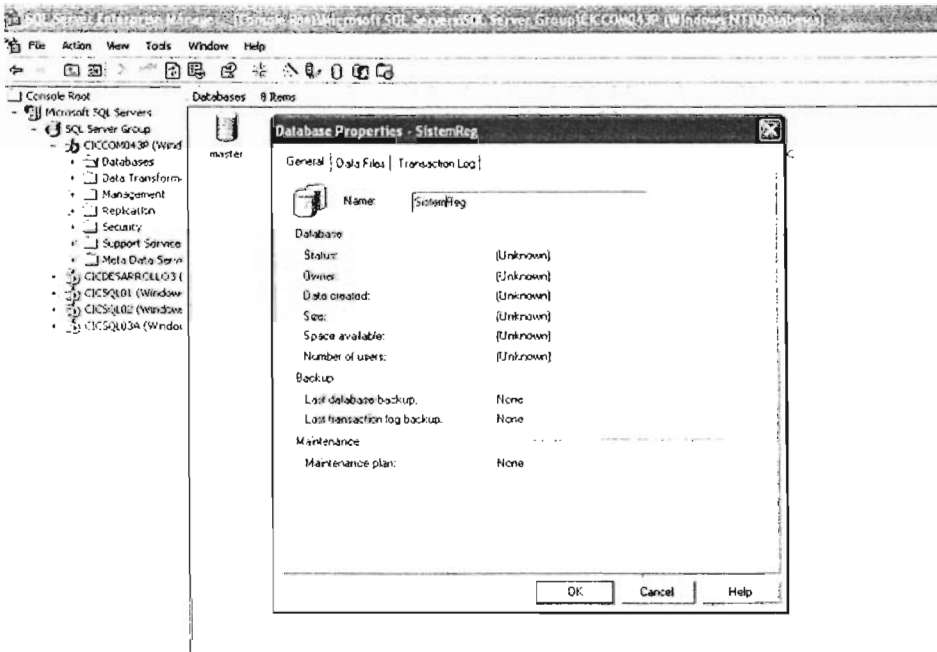 SQL Server Enterprise Manager - [Console Root\Microsoft SQL Servers\SQL Server Group\CICCOM043P (Windows NT)\Databases]
File Action View Tools Window Help
Console Root
Databases 8 Items
Microsoft SQL Servers
SQL Server Group
CICCOM043P (Wind
Databases
Data Transform
Management
Replication
Security
Support Service
Meta Data Serv
CICDESARROLLO3 (
CICSQL01 (Window
CICSQL02 (Window
CICSQL03A (Window
master
Database Properties - SistemReg
General Data Files Transaction Log
Name: SistemReg
Database
Status: (Unknown)
Owner: (Unknown)
Date created: (Unknown)
Size: (Unknown)
Space available: (Unknown)
Number of users: (Unknown)
Backup
Last database backup: None
Last transaction log backup: None
Maintenance
Maintenance plan: None
OK Cancel Help